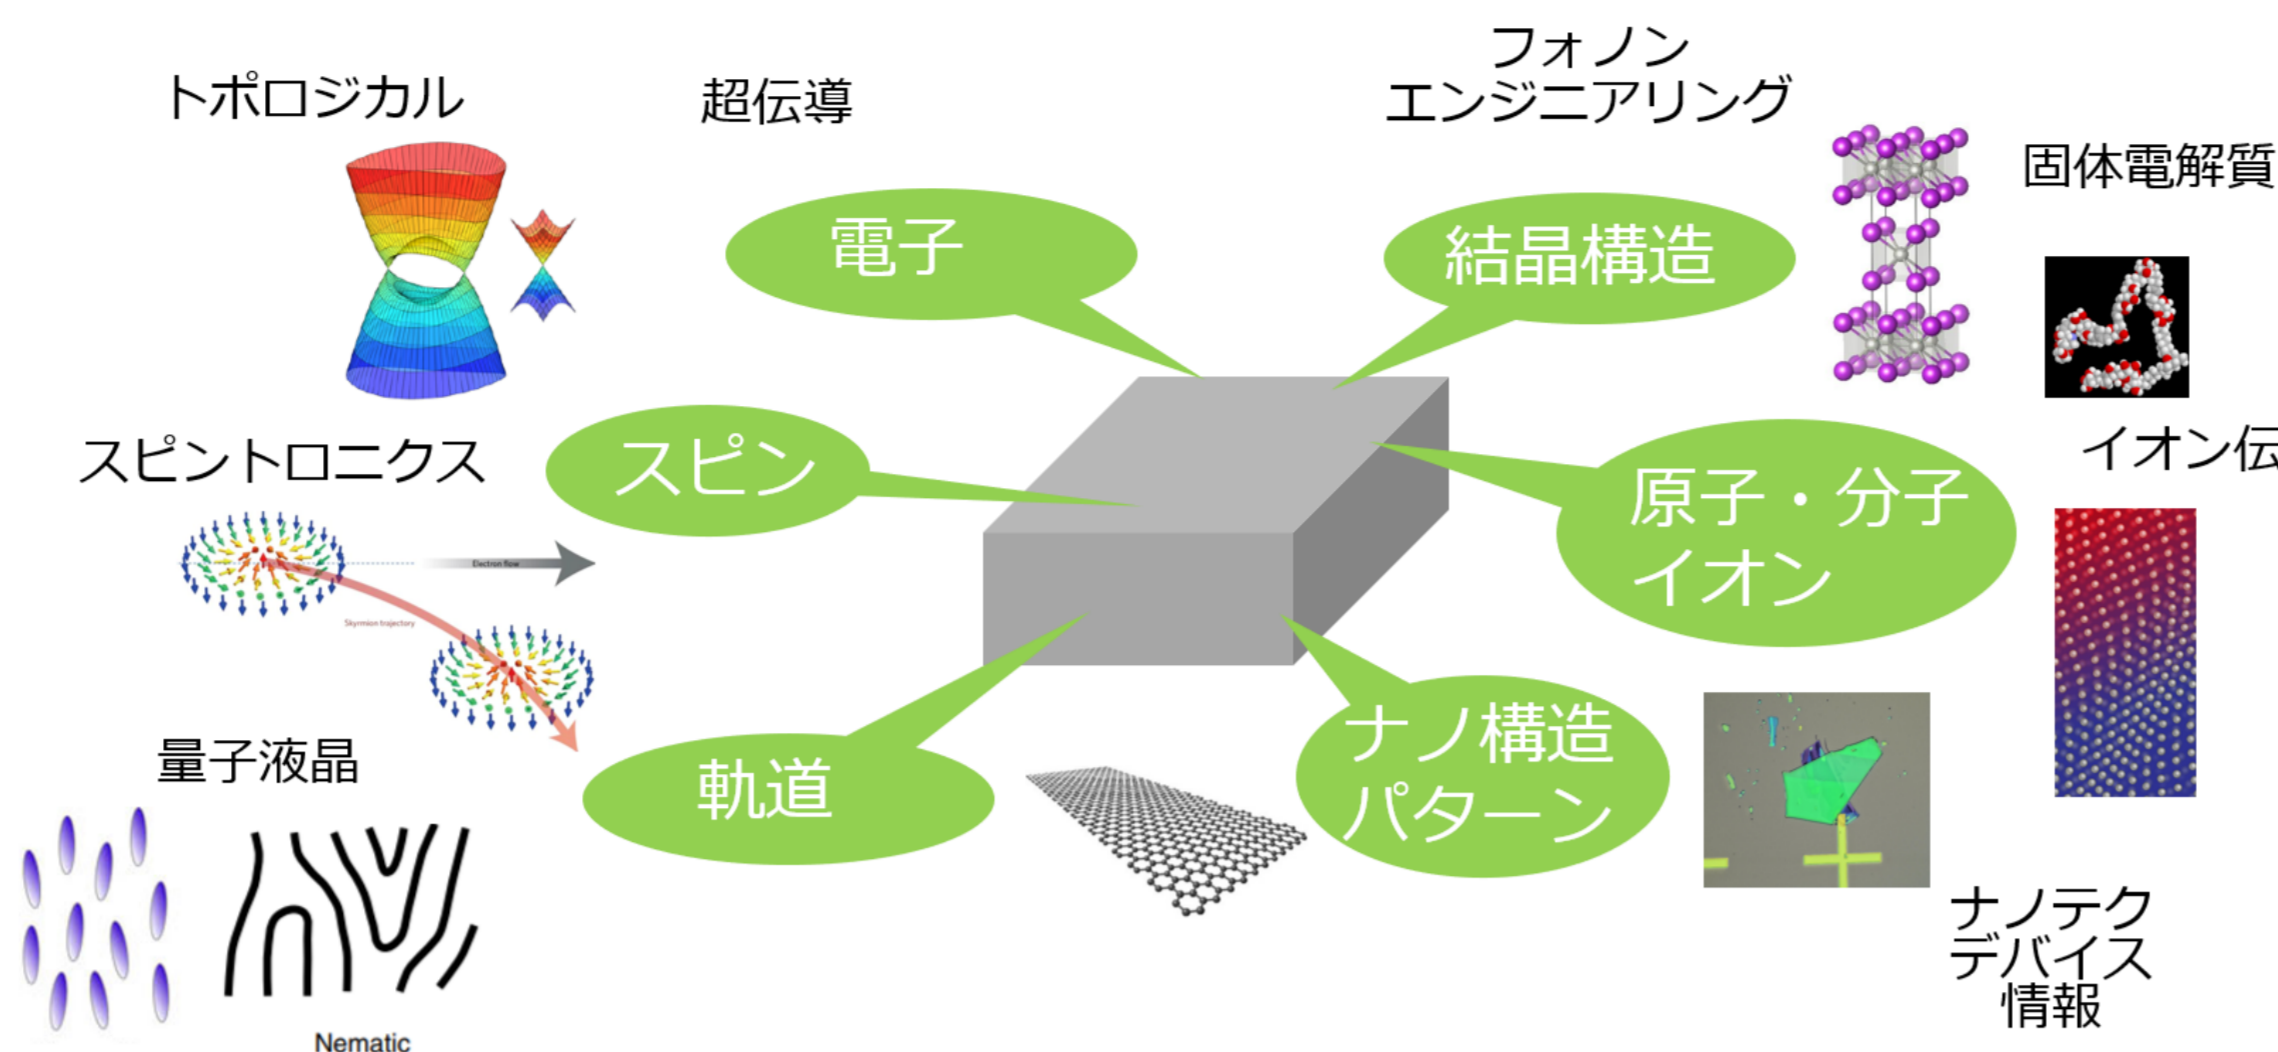 フォノン
エンジニアリング
トポロジカル
超伝導
固体電解質
電子
結晶構造
スピントロニクス
スピン
イオン伝
原子・分子
イオン
Electron flow
Skyrmion trajectory
量子液晶
軌道
ナノ構造
パターン
ナノテク
デバイス
情報
Nematic